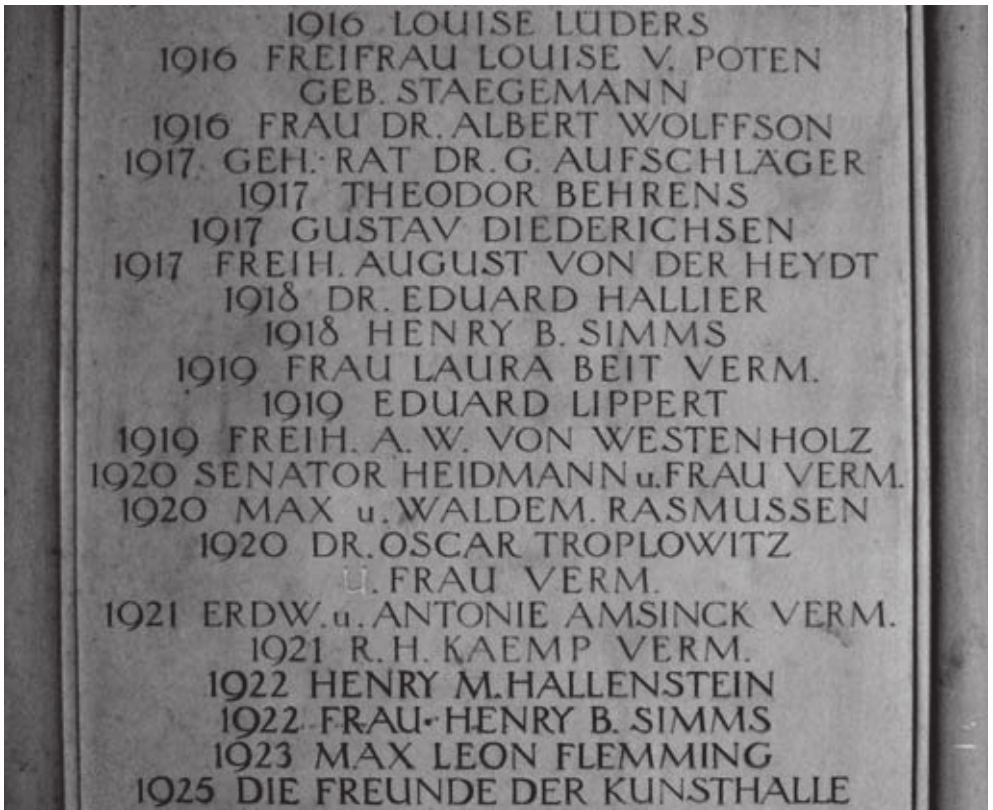 1916 LOUISE LÜDERS
1916 FREIFRAU LOUISE V. POTEN
GEB. STAEGEMANN
1916 FRAU DR. ALBERT WOLFFSON
1917 GEH. RAT DR. G. AUFSCHLÄGER
1917 THEODOR BEHRENS
1917 GUSTAV DIEDERICHSEN
1917 FREIH. AUGUST VON DER HEYDT
1918 DR. EDUARD HALLIER
1918 HENRY B. SIMMS
1919 FRAU LAURA BEIT VERM.
1919 EDUARD LIPPERT
1919 FREIH. A. W. VON WESTENHOLZ
1920 SENATOR HEIDMANN u. FRAU VERM.
1920 MAX u. WALDEM. RASMUSSEN
1920 DR. OSCAR TROPLOWITZ
U. FRAU VERM.
1921 ERDW. u. ANTONIE AMSINCK VERM.
1921 R. H. KAEMP VERM.
1922 HENRY M. HALLENSTEIN
1922 FRAU HENRY B. SIMMS
1923 MAX LEON FLEMMING
1925 DIE FREUNDE DER KUNSTHALLE